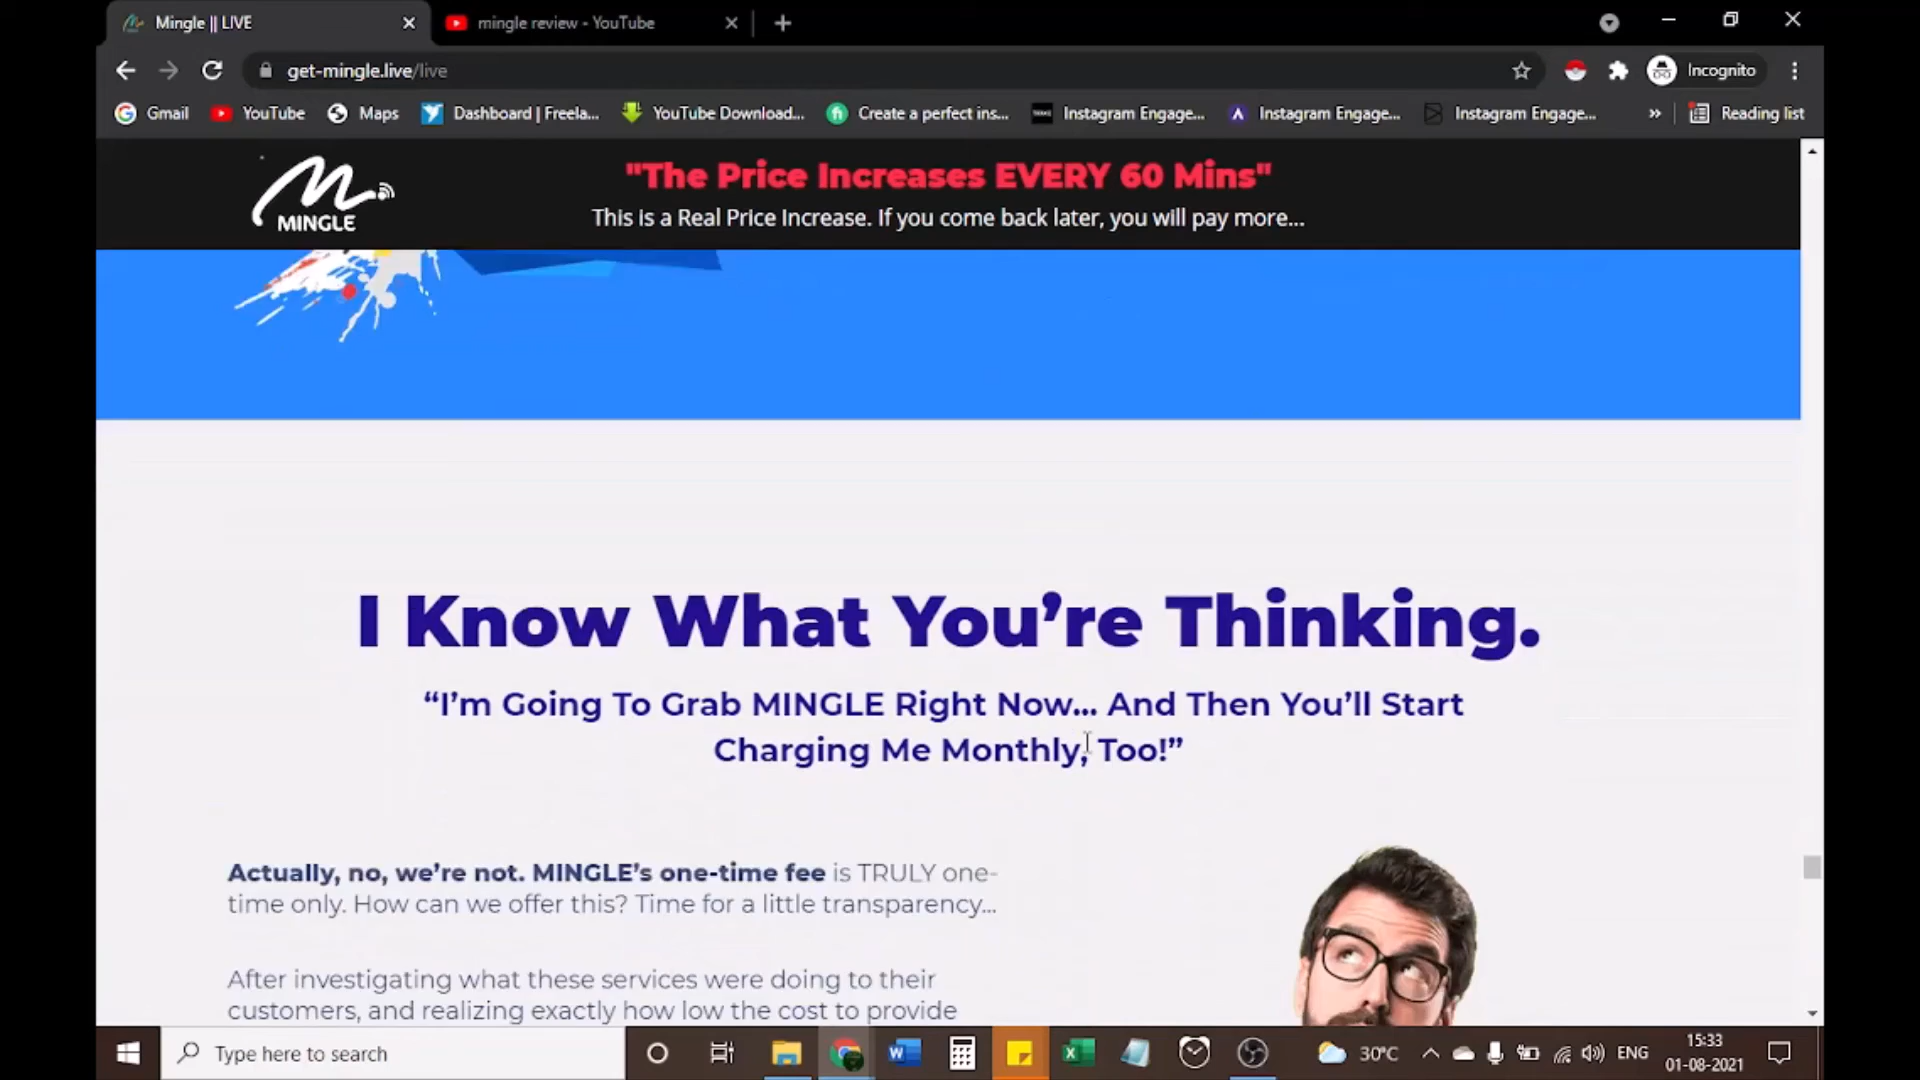 Mingle || LIVE
mingle review - YouTube
get-mingle.live/live
Incognito
Gmail
YouTube
Maps
Dashboard | Freela...
YouTube Download...
Create a perfect ins...
Instagram Engage...
Instagram Engage...
Instagram Engage...
Reading list
MINGLE
"The Price Increases EVERY 60 Mins"
This is a Real Price Increase. If you come back later, you will pay more...
I Know What You’re Thinking.
“I’m Going To Grab MINGLE Right Now... And Then You’ll Start
Charging Me Monthly, Too!”
Actually, no, we’re not. MINGLE’s one-time fee is TRULY one-
time only. How can we offer this? Time for a little transparency...
After investigating what these services were doing to their
customers, and realizing exactly how low the cost to provide
Type here to search
30°C
ENG
15:33
01-08-2021